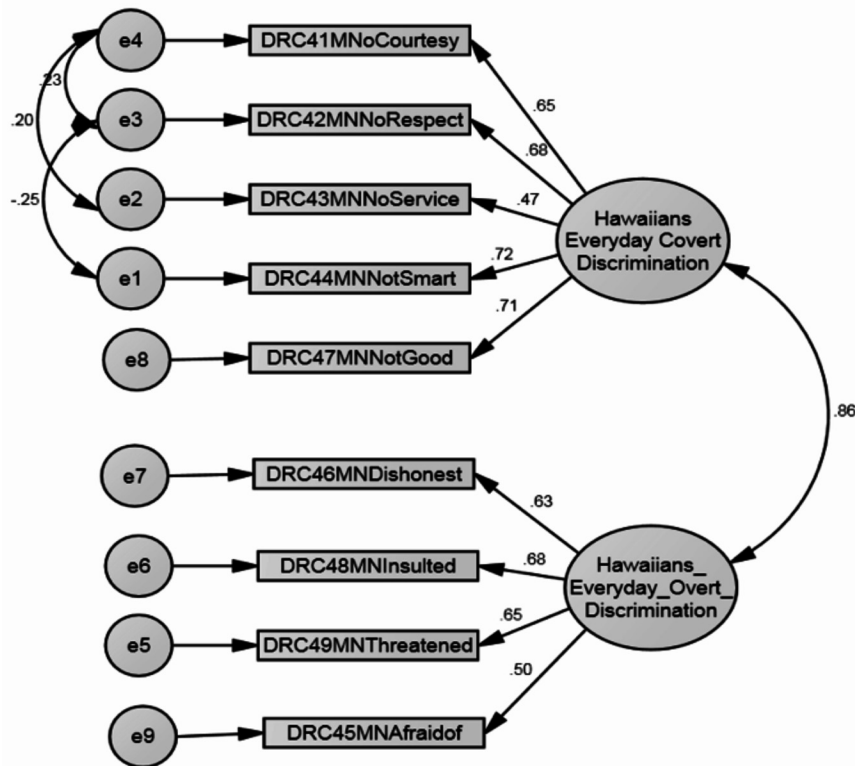 e4
DRC41MNoCourtesy
.23
.65
e3
DRC42MNNoRespect
.20
.68
e2
DRC43MNNoService
-.25
.47
Hawaiians
Everyday Covert
Discrimination
e1
DRC44MNNotSmart
.72
.71
e8
DRC47MNNotGood
.86
e7
DRC46MNDishonest
.63
e6
DRC48MNInsulted
.68
Hawaiians_
Everyday_Overt_
Discrimination
e5
DRC49MNThreatened
.65
.50
e9
DRC45MNAfraidof